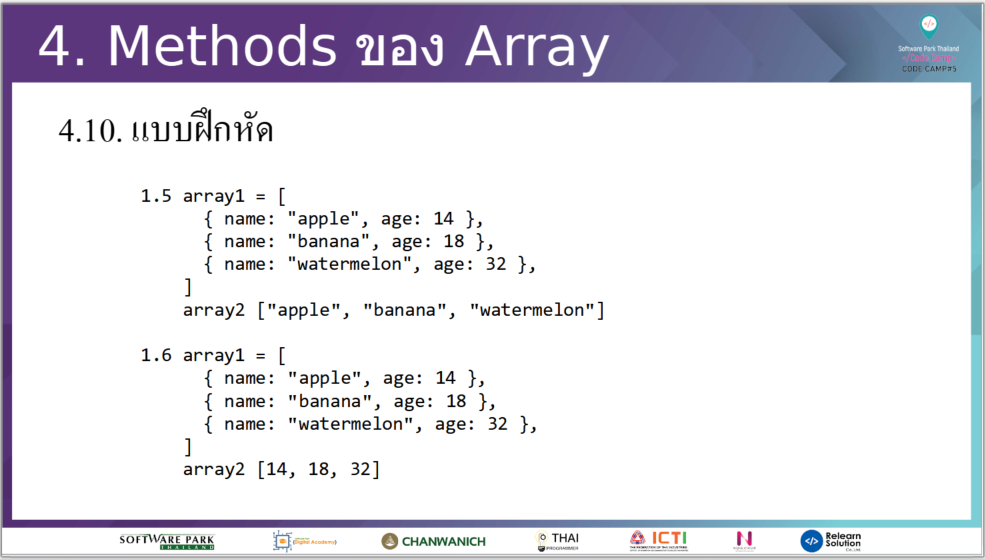 4. Methods ของ Array
Software Park Thailand
</Code Camp>
CODE CAMP#5
4.10. แบบฝึกหัด
1.5 array1 = [
{ name: "apple", age: 14 },
{ name: "banana", age: 18 },
{ name: "watermelon", age: 32 },
]
array2 ["apple", "banana", "watermelon"]
1.6 array1 = [
{ name: "apple", age: 14 },
{ name: "banana", age: 18 },
{ name: "watermelon", age: 32 },
]
array2 [14, 18, 32]
SOFTWARE PARK
THAILAND
Digital Academy
CHANWANICH
THAI
PROGRAMMER
ICTI
N
Relearn
Solution
Co., Ltd.